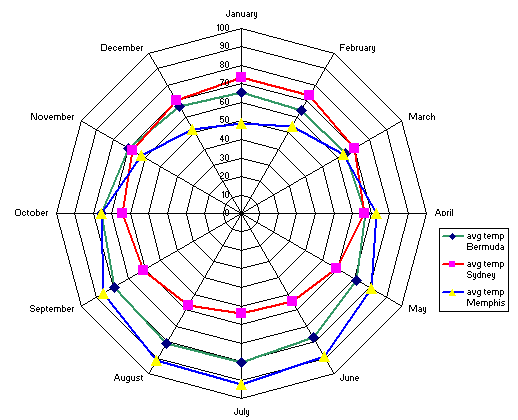 January
February
March
April
May
June
July
August
September
October
November
December
100
90
80
70
60
50
40
30
20
10
0
avg temp
Bermuda
avg temp
Sydney
avg temp
Memphis